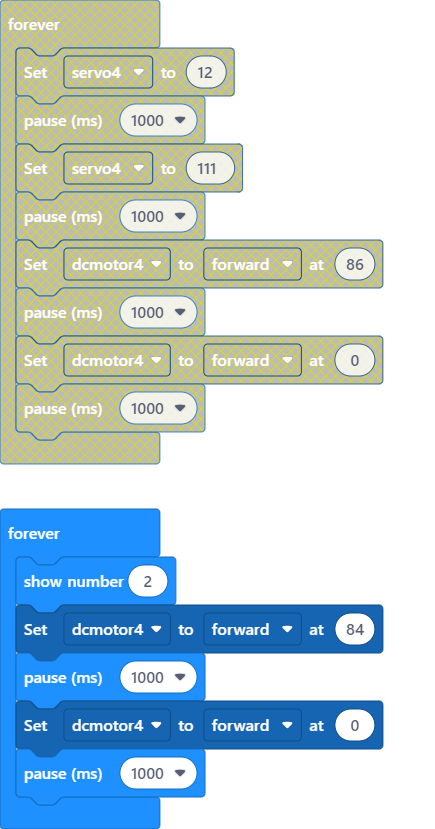 forever
Set servo4 to 12
pause (ms) 1000
Set servo4 to 111
pause (ms) 1000
Set dcmotor4 to forward at 86
pause (ms) 1000
Set dcmotor4 to forward at 0
pause (ms) 1000
forever
show number 2
Set dcmotor4 to forward at 84
pause (ms) 1000
Set dcmotor4 to forward at 0
pause (ms) 1000